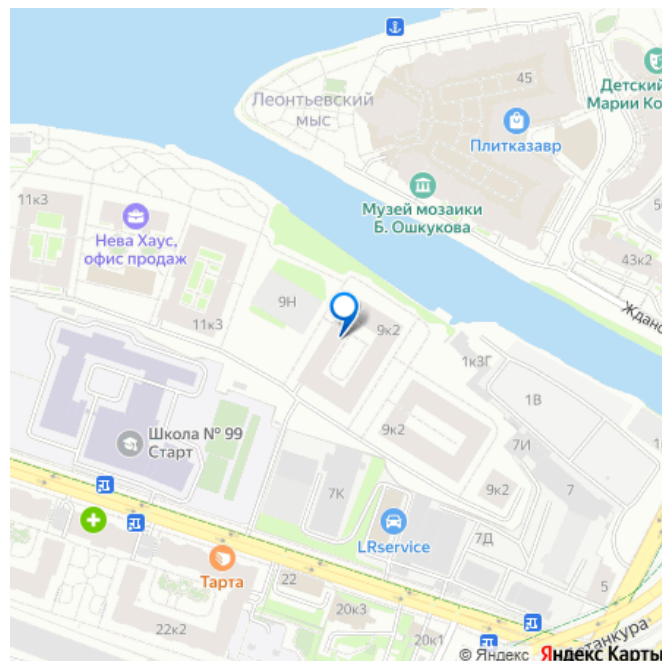 45
Леонтьевский
мыс
Плитказавр
Детский
Марии Ко
Музей мозаики
Б. Ошкукова
11к3
Нева Хаус,
офис продаж
43к2
9Н
11к3
9к2
Ждано
1к3Г
1В
Школа № 99
Старт
9к2
7И
7К
9к2
7
LRservice
7Д
Тарта
22
5
20к3
22к2
20к1
танкура
© Яндекс Яндекс Карты